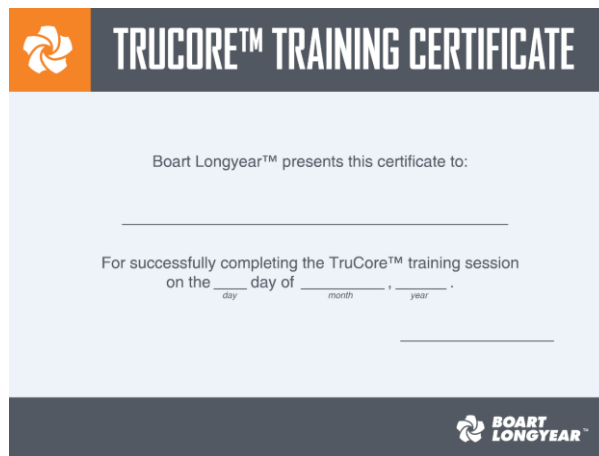 TRUCORE™ TRAINING CERTIFICATE
Boart Longyear™ presents this certificate to:
For successfully completing the TruCore™ training session
on the ____ day of __________ , ______ .
day month year
BOART
LONGYEAR™